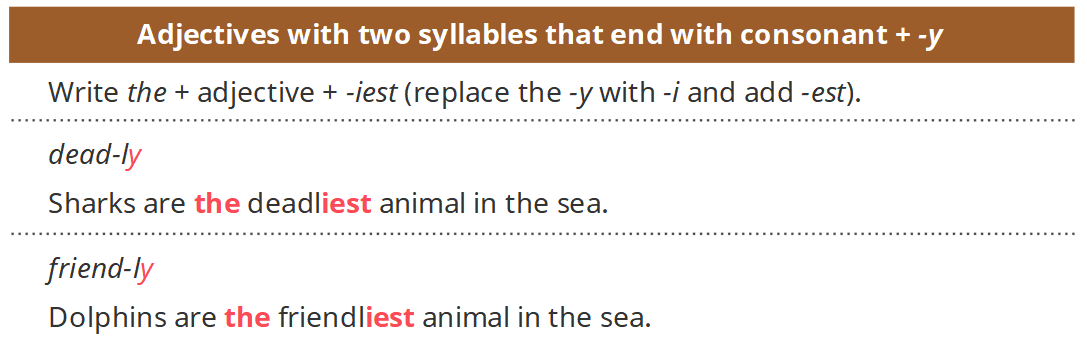 Adjectives with two syllables that end with consonant + -y
Write the + adjective + -iest (replace the -y with -i and add -est).
dead-ly
Sharks are the deadliest animal in the sea.
friend-ly
Dolphins are the friendliest animal in the sea.